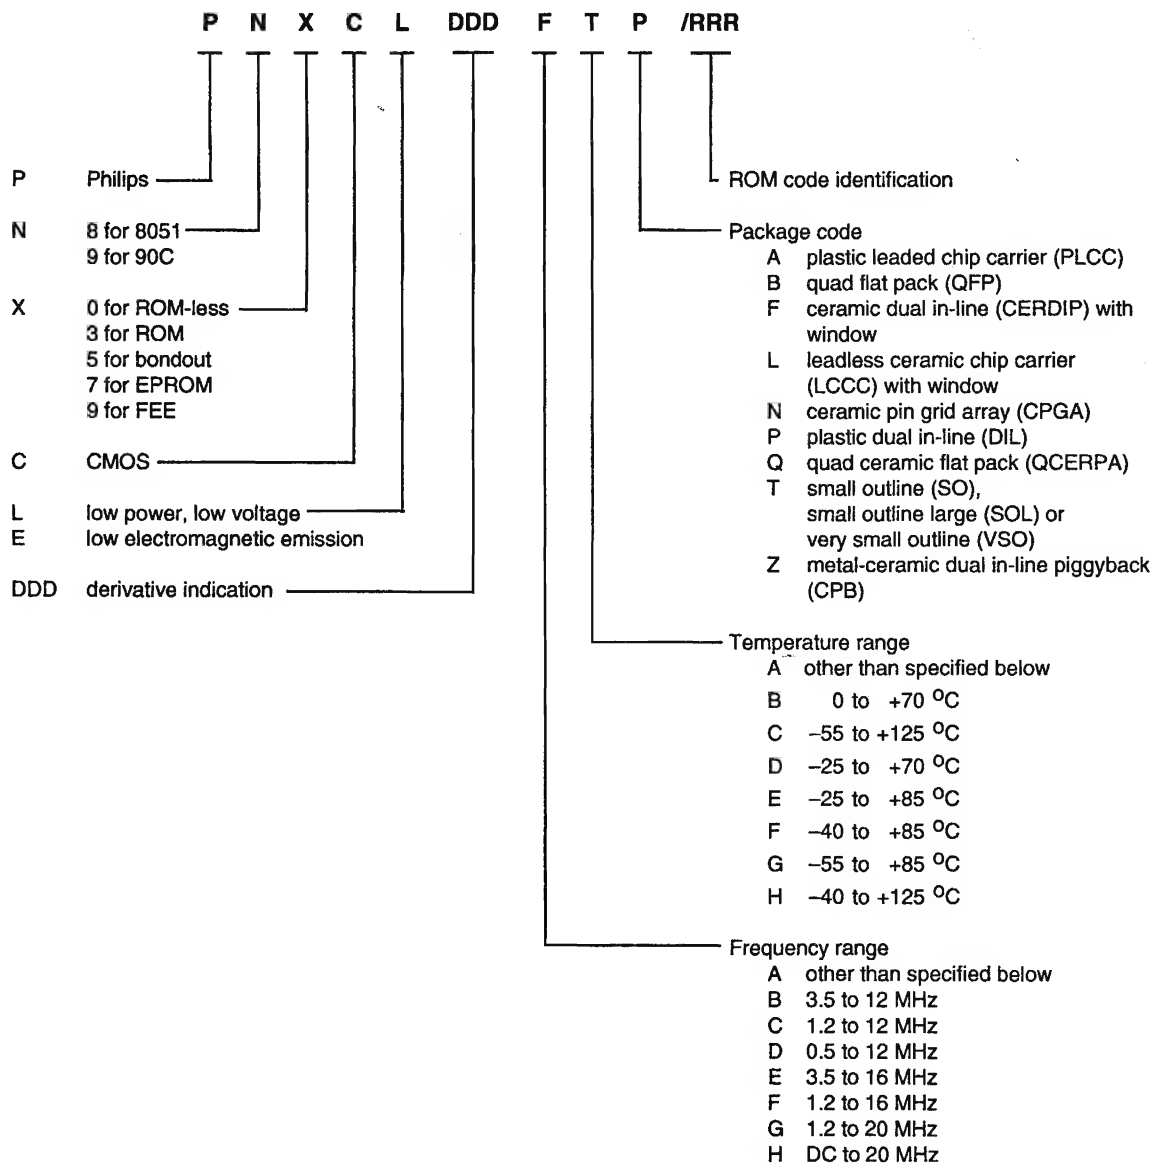 P N X C L DDD F T P /RRR
P Philips
N 8 for 8051
9 for 90C
X 0 for ROM-less
3 for ROM
5 for bondout
7 for EPROM
9 for FEE
C CMOS
L low power, low voltage
E low electromagnetic emission
DDD derivative indication
ROM code identification
Package code
A plastic leaded chip carrier (PLCC)
B quad flat pack (QFP)
F ceramic dual in-line (CERDIP) with
window
L leadless ceramic chip carrier
(LCCC) with window
N ceramic pin grid array (CPGA)
P plastic dual in-line (DIL)
Q quad ceramic flat pack (QCERPA)
T small outline (SO),
small outline large (SOL) or
very small outline (VSO)
Z metal-ceramic dual in-line piggyback
(CPB)
Temperature range
A other than specified below
B 0 to +70 °C
C –55 to +125 °C
D –25 to +70 °C
E –25 to +85 °C
F –40 to +85 °C
G –55 to +85 °C
H –40 to +125 °C
Frequency range
A other than specified below
B 3.5 to 12 MHz
C 1.2 to 12 MHz
D 0.5 to 12 MHz
E 3.5 to 16 MHz
F 1.2 to 16 MHz
G 1.2 to 20 MHz
H DC to 20 MHz